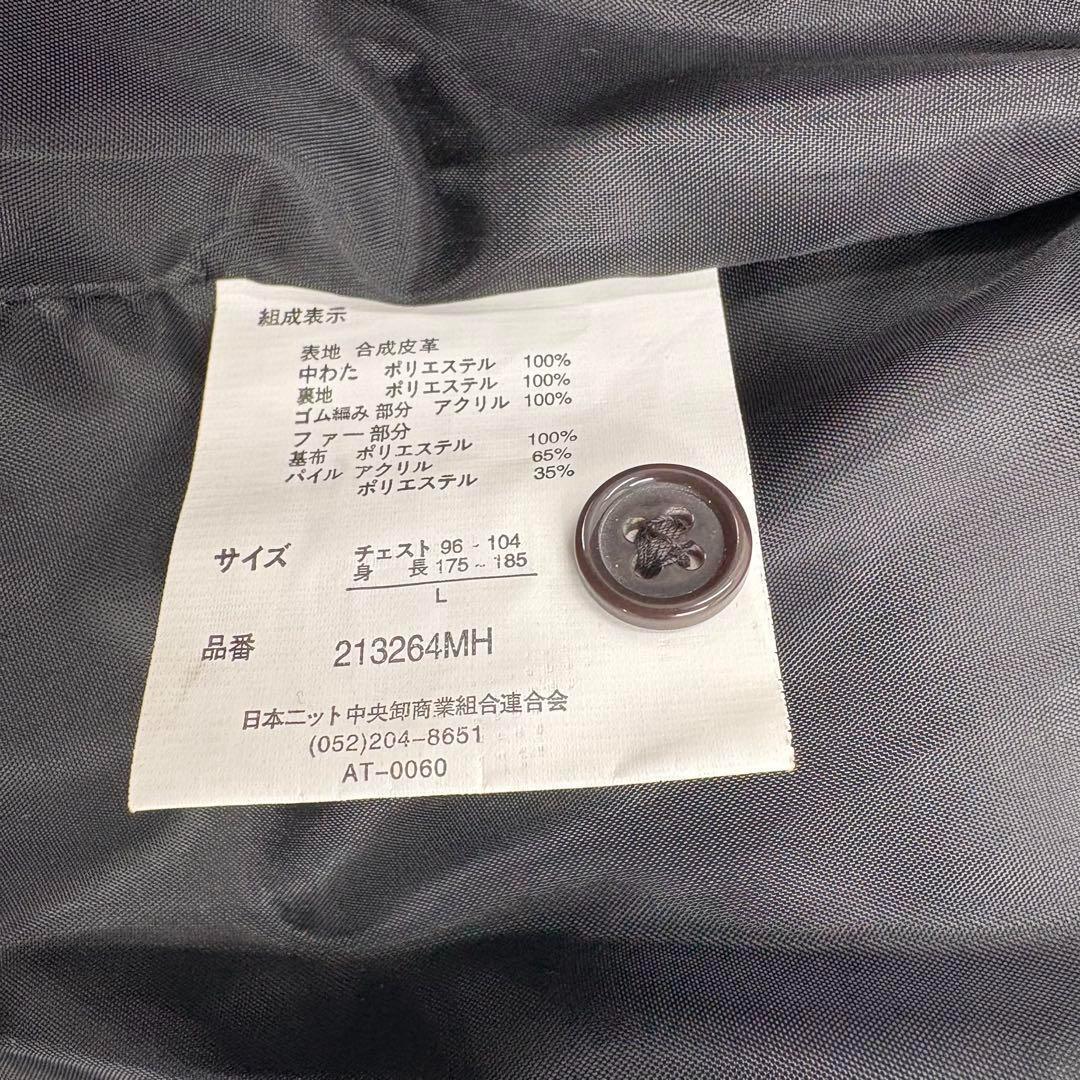 組成表示
表地 合成皮革
中わた ポリエステル 100%
裏地 ポリエステル 100%
ゴム編み部分 アクリル 100%
ファー部分
基布 ポリエステル 100%
パイル アクリル 65%
ポリエステル 35%
サイズ チェスト 96 - 104
身 長 175 ~ 185
L
品番 213264MH
日本ニット中央卸商業組合連合会
(052)204-8651
AT-0060